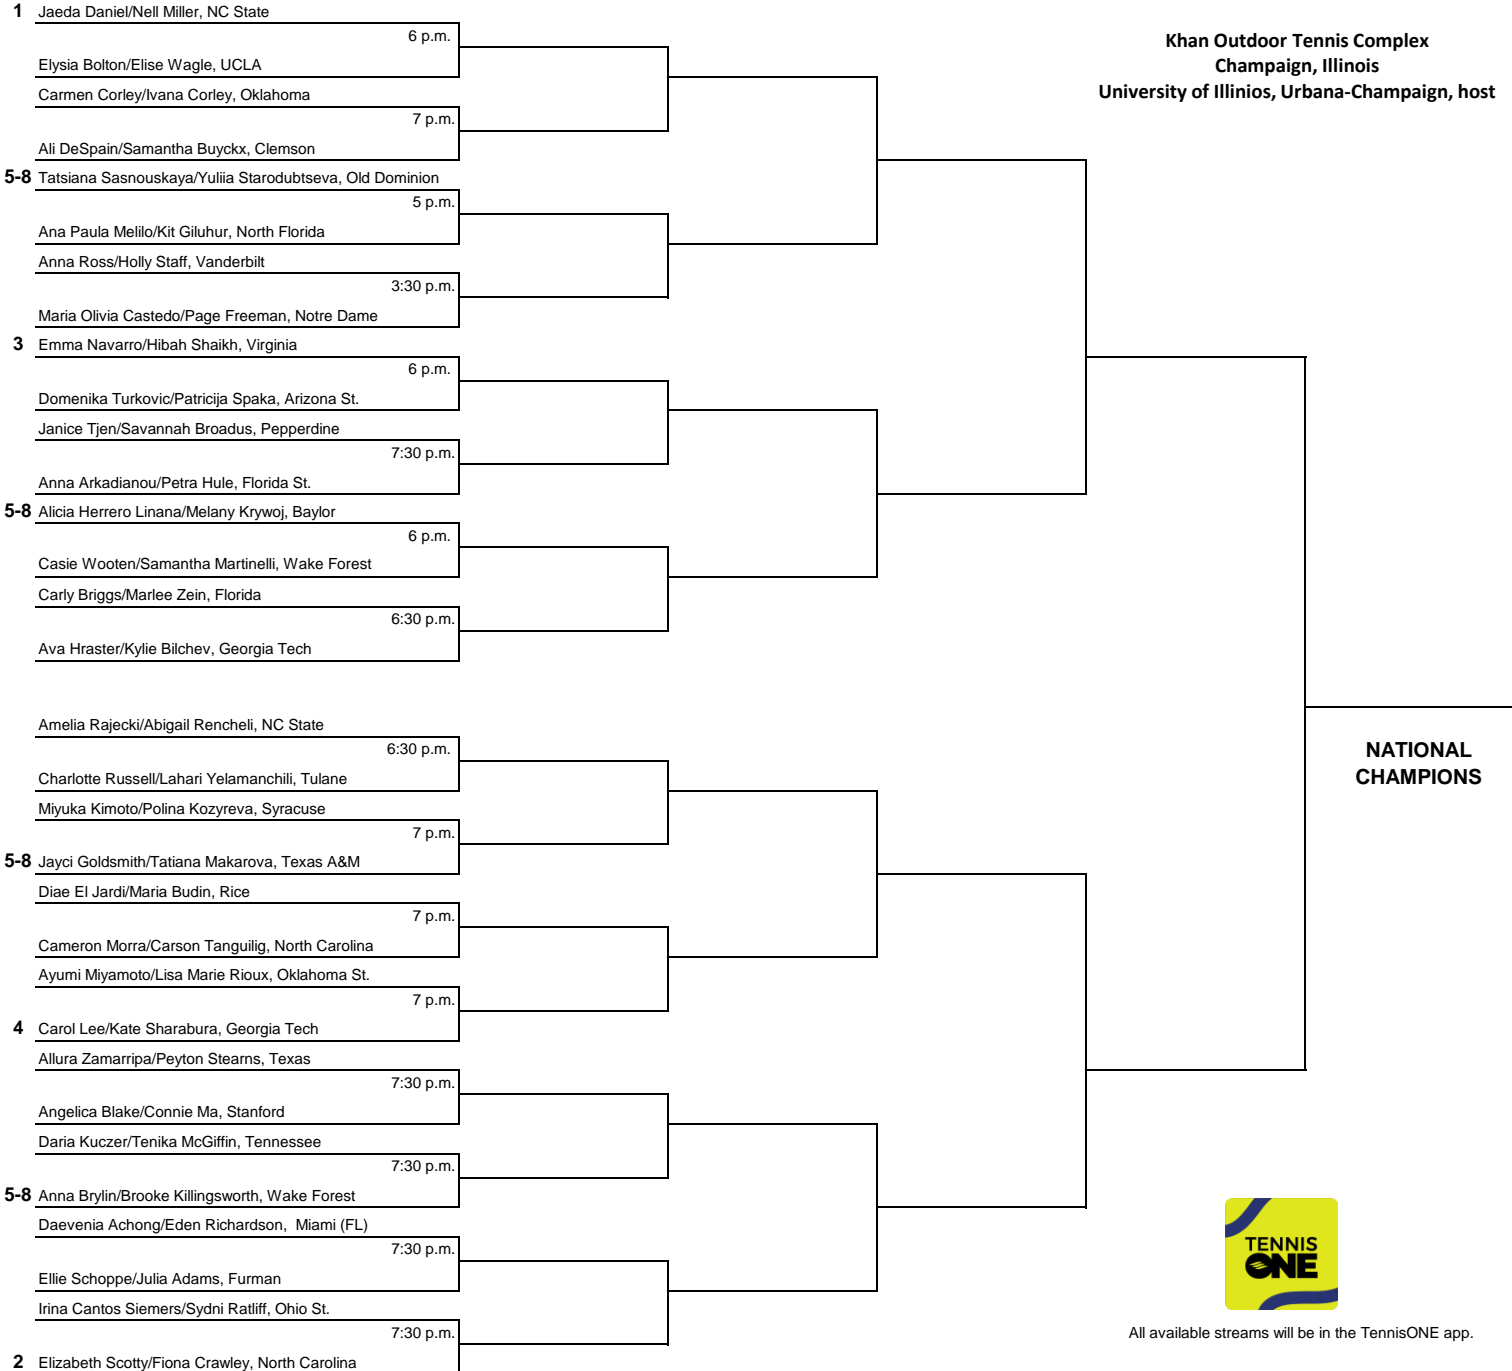 1 Jaeda Daniel/Nell Miller, NC State
6 p.m.
Elysia Bolton/Elise Wagle, UCLA
Carmen Corley/Ivana Corley, Oklahoma
7 p.m.
Ali DeSpain/Samantha Buyckx, Clemson
5-8 Tatsiana Sasnouskaya/Yuliia Starodubtseva, Old Dominion
5 p.m.
Ana Paula Melilo/Kit Giluhur, North Florida
Anna Ross/Holly Staff, Vanderbilt
3:30 p.m.
Maria Olivia Castedo/Page Freeman, Notre Dame
3 Emma Navarro/Hibah Shaikh, Virginia
6 p.m.
Domenika Turkovic/Patricija Spaka, Arizona St.
Janice Tjen/Savannah Broadus, Pepperdine
7:30 p.m.
Anna Arkadianou/Petra Hule, Florida St.
5-8 Alicia Herrero Linana/Melany Krywoj, Baylor
6 p.m.
Casie Wooten/Samantha Martinelli, Wake Forest
Carly Briggs/Marlee Zein, Florida
6:30 p.m.
Ava Hraster/Kylie Bilchev, Georgia Tech
Amelia Rajecki/Abigail Rencheli, NC State
6:30 p.m.
Charlotte Russell/Lahari Yelamanchili, Tulane
Miyuka Kimoto/Polina Kozyreva, Syracuse
7 p.m.
5-8 Jayci Goldsmith/Tatiana Makarova, Texas A&M
Diae El Jardi/Maria Budin, Rice
7 p.m.
Cameron Morra/Carson Tanguilig, North Carolina
Ayumi Miyamoto/Lisa Marie Rioux, Oklahoma St.
7 p.m.
4 Carol Lee/Kate Sharabura, Georgia Tech
Allura Zamarripa/Peyton Stearns, Texas
7:30 p.m.
Angelica Blake/Connie Ma, Stanford
Daria Kuczer/Tenika McGiffin, Tennessee
7:30 p.m.
5-8 Anna Brylin/Brooke Killingsworth, Wake Forest
Daevenia Achong/Eden Richardson, Miami (FL)
7:30 p.m.
Ellie Schoppe/Julia Adams, Furman
Irina Cantos Siemers/Sydni Ratliff, Ohio St.
7:30 p.m.
2 Elizabeth Scotty/Fiona Crawley, North Carolina
Khan Outdoor Tennis Complex
Champaign, Illinois
University of Illinios, Urbana-Champaign, host
NATIONAL
CHAMPIONS
TENNIS
ONE
All available streams will be in the TennisONE app.